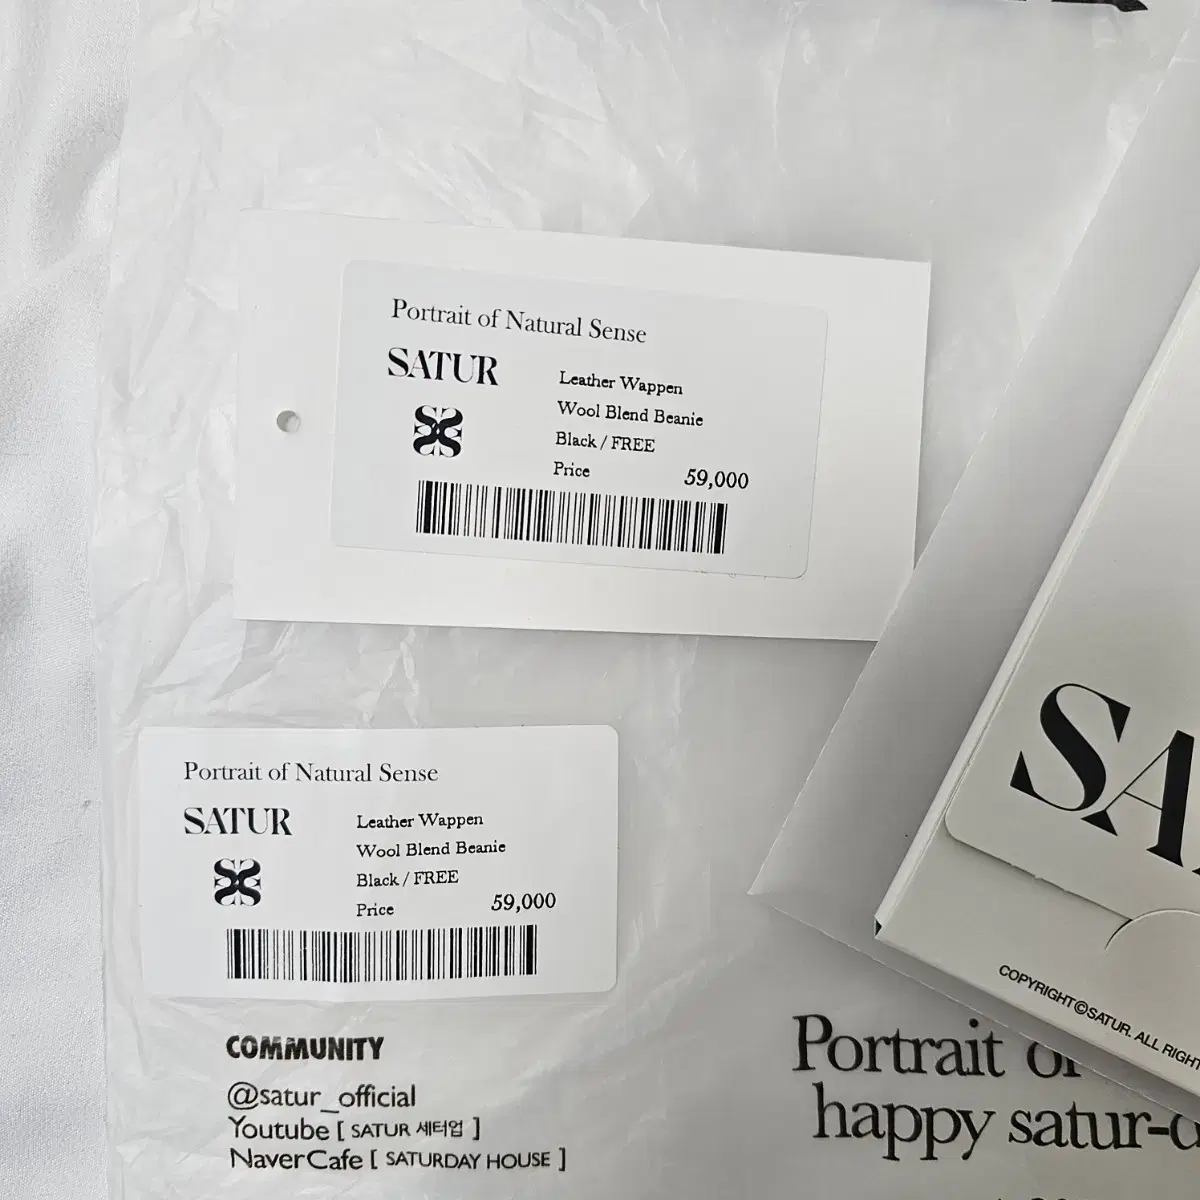 Portrait of Natural Sense
SATUR
Leather Wappen
Wool Blend Beanie
Black / FREE
Price 59,000
Portrait of Natural Sense
SATUR
Leather Wappen
Wool Blend Beanie
Black / FREE
Price 59,000
COMMUNITY
@satur_official
Youtube [ SATUR 세터업 ]
NaverCafe [ SATURDAY HOUSE ]
SA
COPYRIGHT©SATUR. ALL RIGHT
Portrait of
happy satur-d